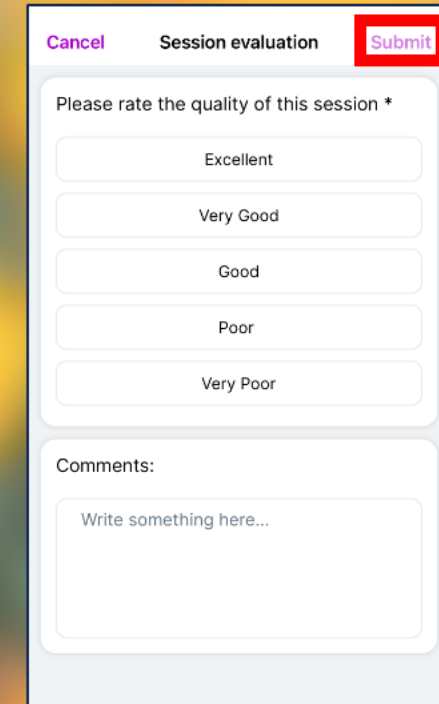 Cancel Session evaluation Submit
Please rate the quality of this session *
Excellent
Very Good
Good
Poor
Very Poor
Comments:
Write something here...